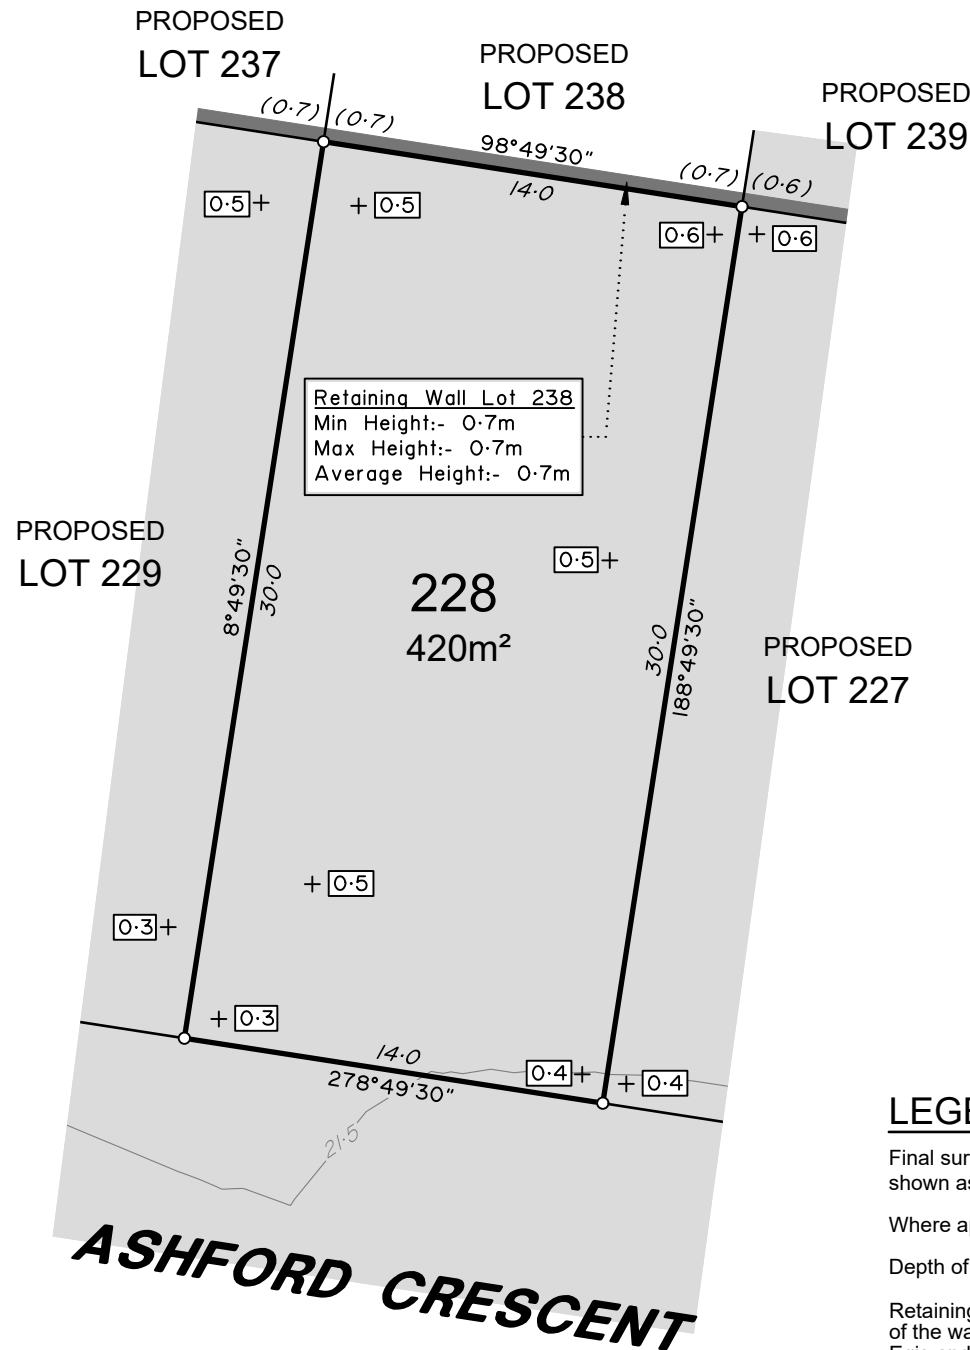 PROPOSED
LOT 237
PROPOSED
LOT 238
PROPOSED
LOT 239
(0·7) (0·7)
98°49'30"
14·0
(0·7) (0·6)
0·5
0·5
0·6
0·6
Retaining Wall Lot 238
Min Height:- 0·7m
Max Height:- 0·7m
Average Height:- 0·7m
PROPOSED
LOT 229
8°49'30"
30·0
0·5
228
420m²
30·0
188°49'30"
PROPOSED
LOT 227
0·5
0·3
0·3
14·0
278°49'30"
0·4
0·4
21·5
ASHFORD CRESCENT
Final
shown
Where
Depth of
Retaining
of the